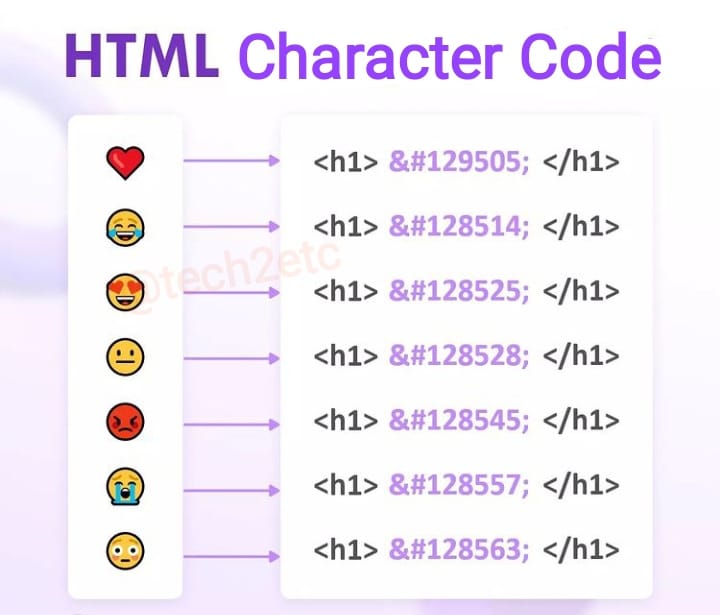 HTML Character Code
❤️ <h1> &#129505; </h1>
😂 <h1> &#128514; </h1>
@tech2etc
😍 <h1> &#128525; </h1>
😐 <h1> &#128528; </h1>
😡 <h1> &#128545; </h1>
😭 <h1> &#128557; </h1>
😳 <h1> &#128563; </h1>